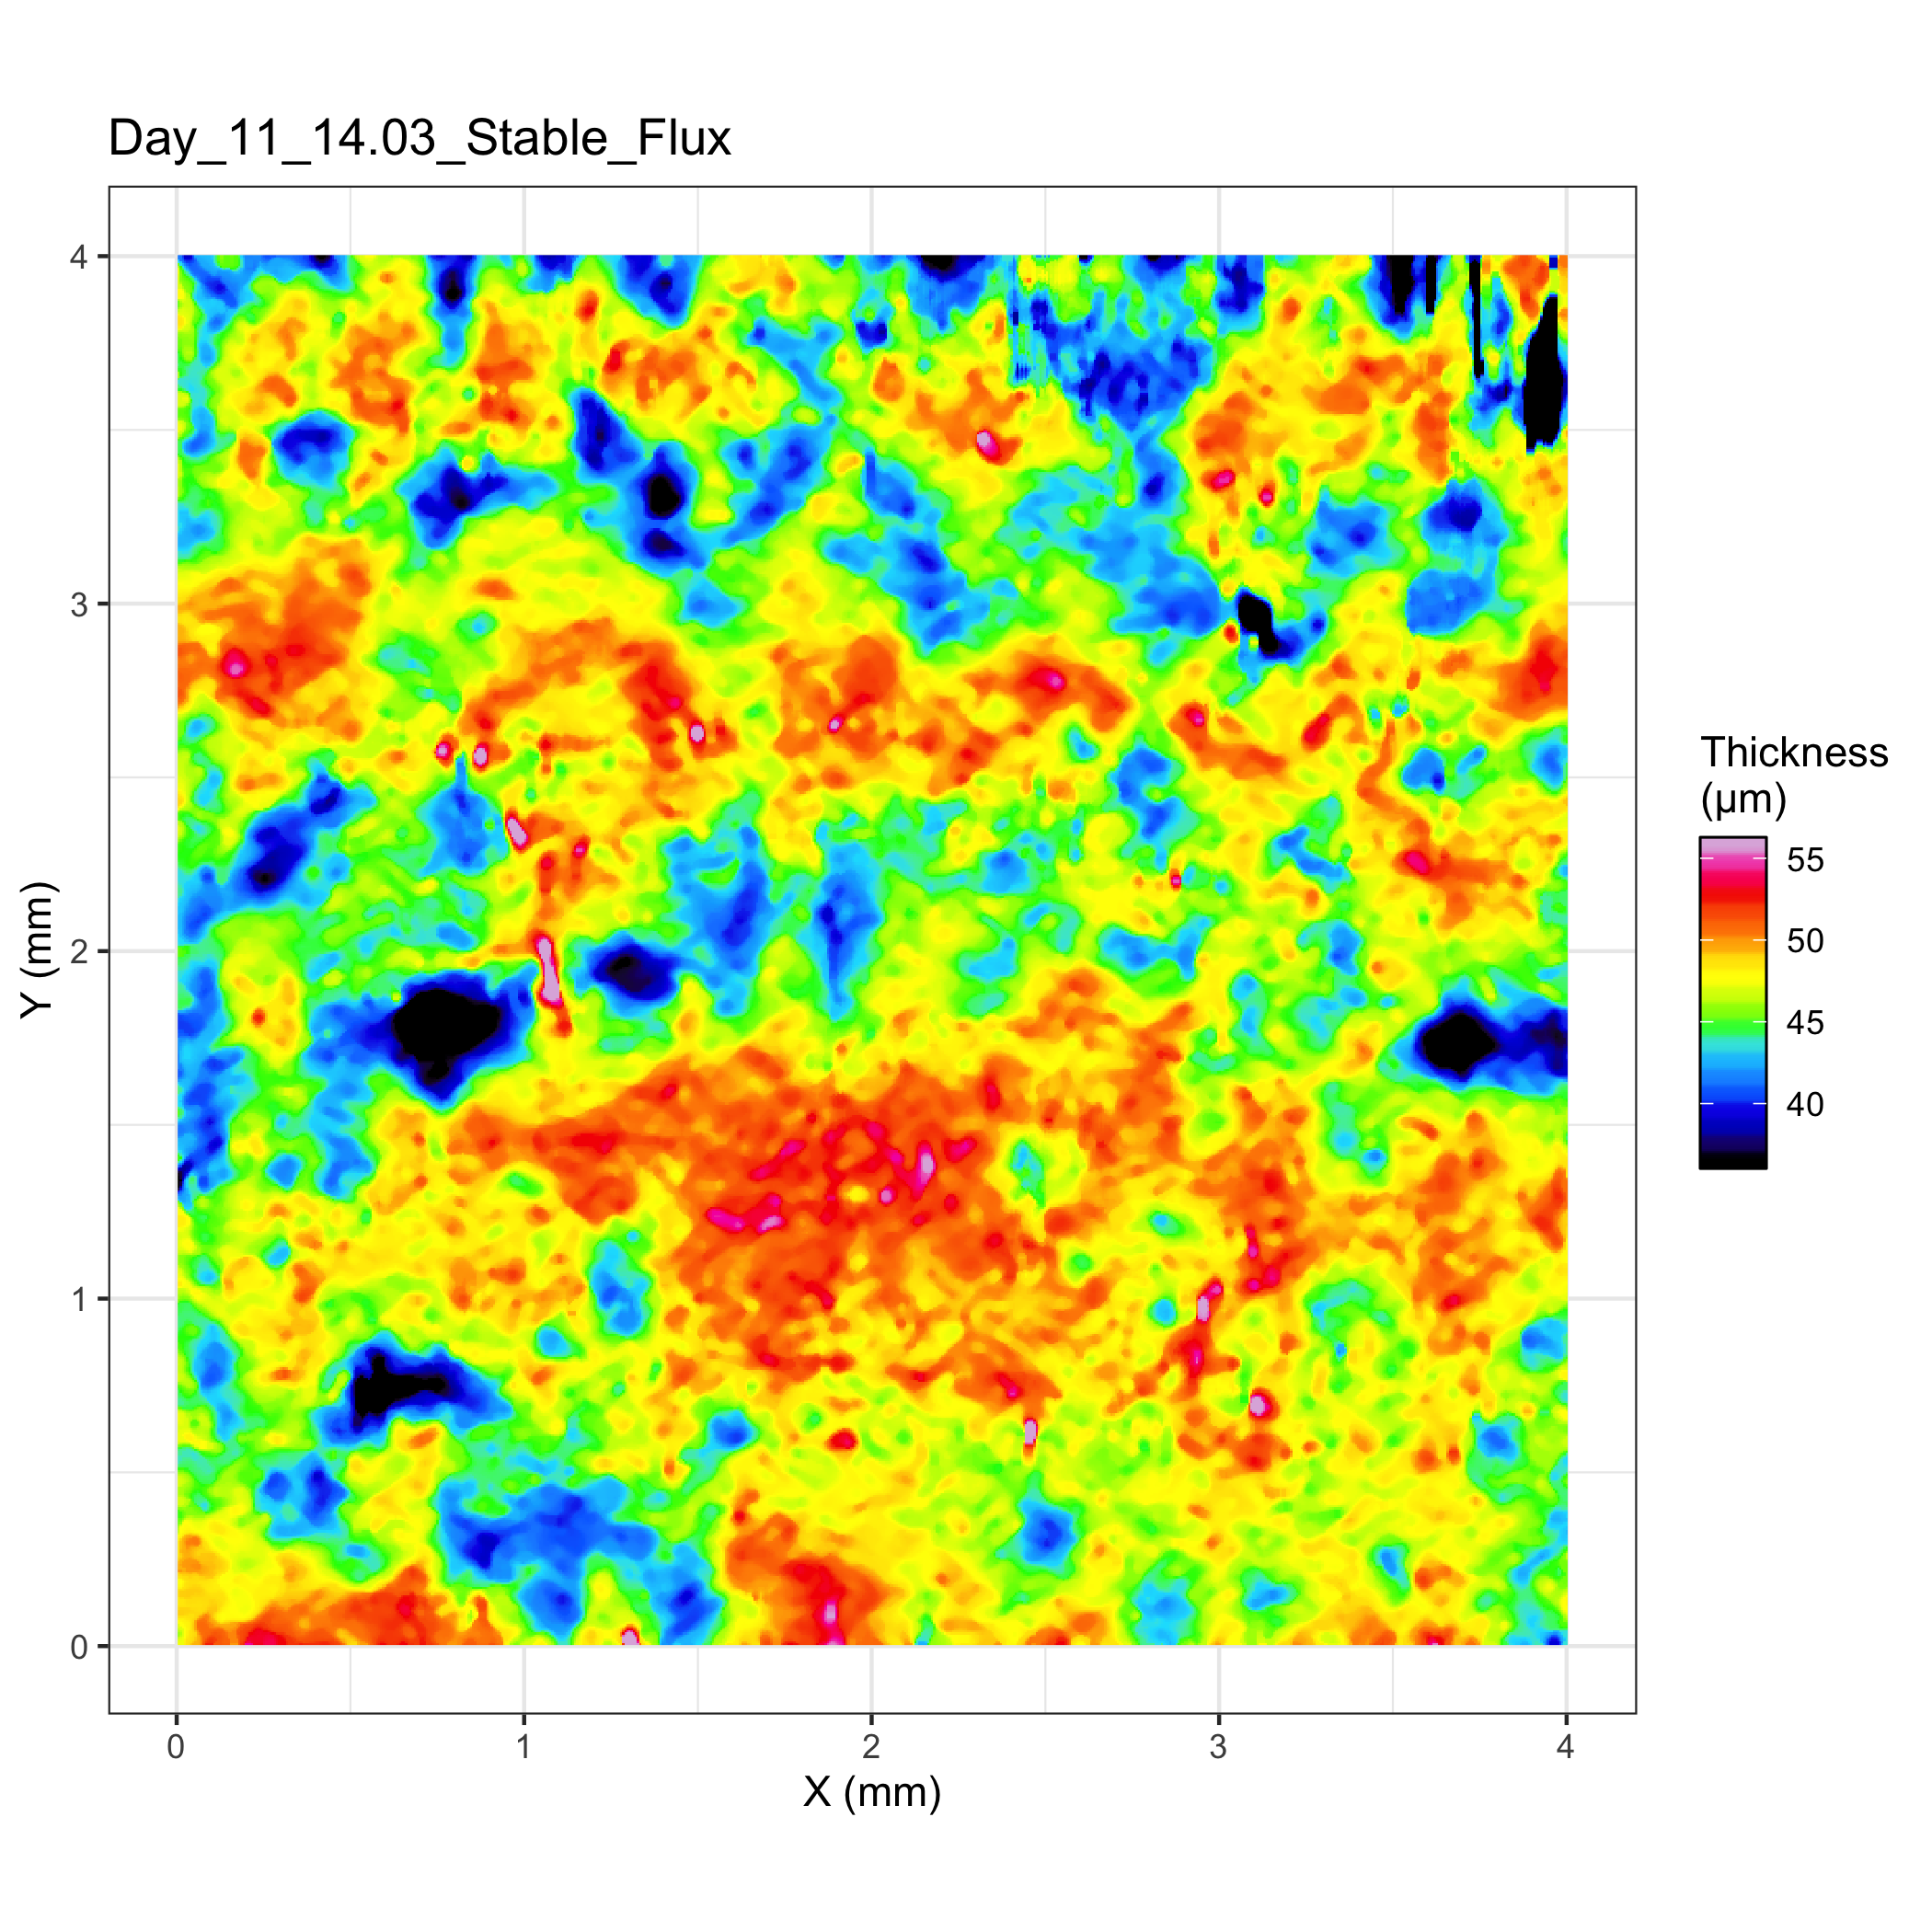 Day_11_14.03_Stable_Flux
4
3
2
1
0
Y (mm)
0 1 2 3 4
X (mm)
Thickness
(μm)
55
50
45
40